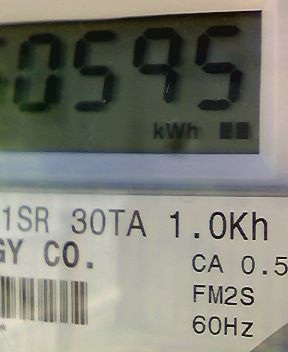 0595
kWh
1SR 30TA 1.0Kh
GY CO.
CA 0.5
FM2S
60Hz